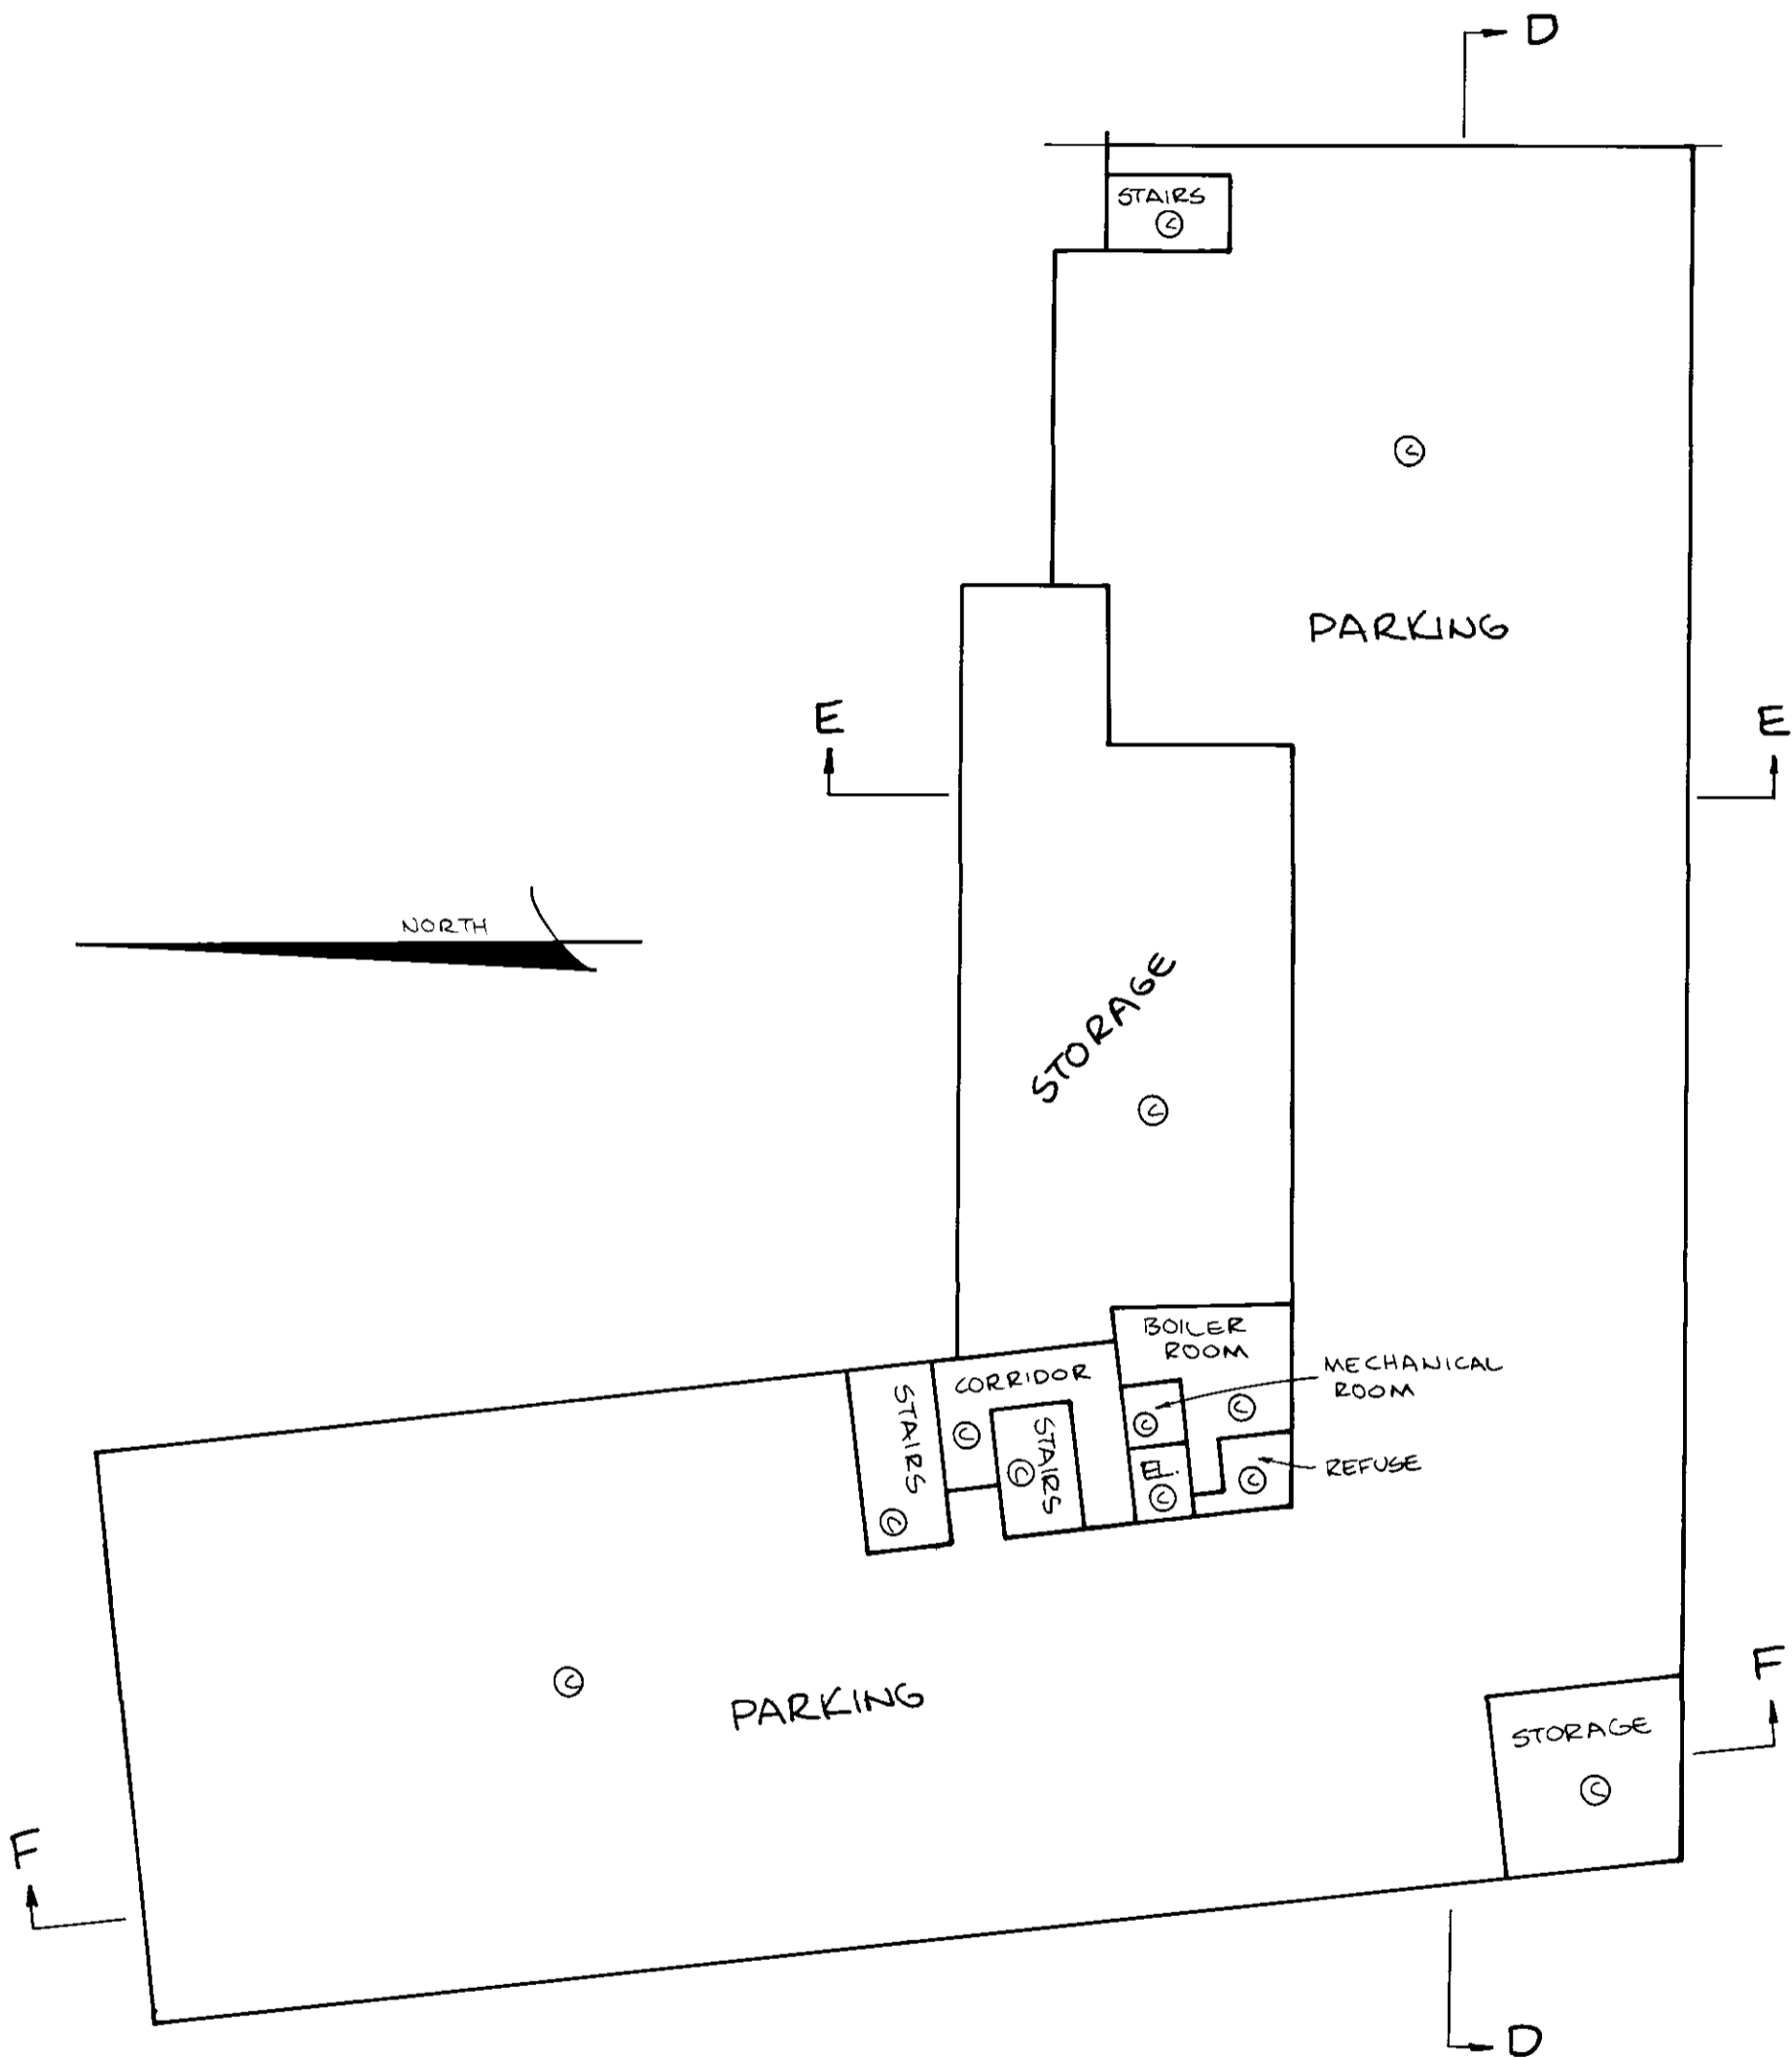 D
STAIRS
C
C
PARKING
E
E
NORTH
STORAGE
C
BOILER
ROOM
MECHANICAL
ROOM
CORRIDOR
STAIRS
C
C
C
STAIRS
C
El.
C
REFUSE
C
C
F
C
PARKING
STORAGE
C
F
D